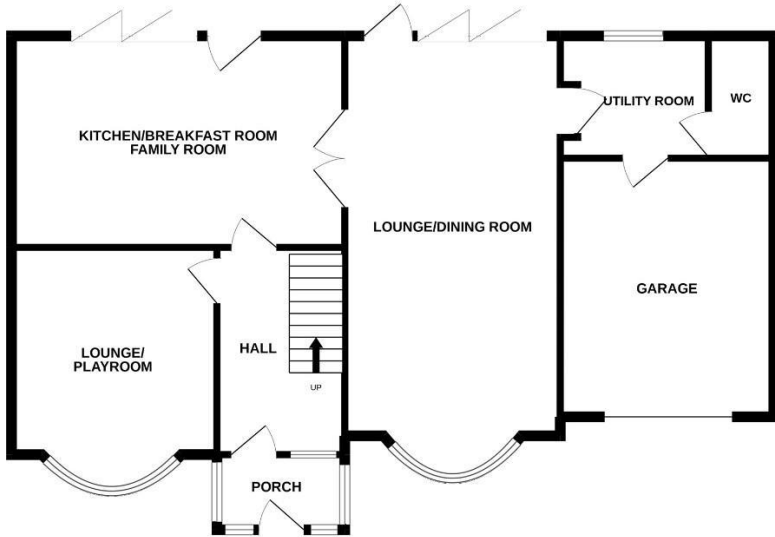 KITCHEN/BREAKFAST ROOM
FAMILY ROOM
UTILITY ROOM
WC
LOUNGE/DINING ROOM
GARAGE
LOUNGE/
PLAYROOM
HALL
UP
PORCH